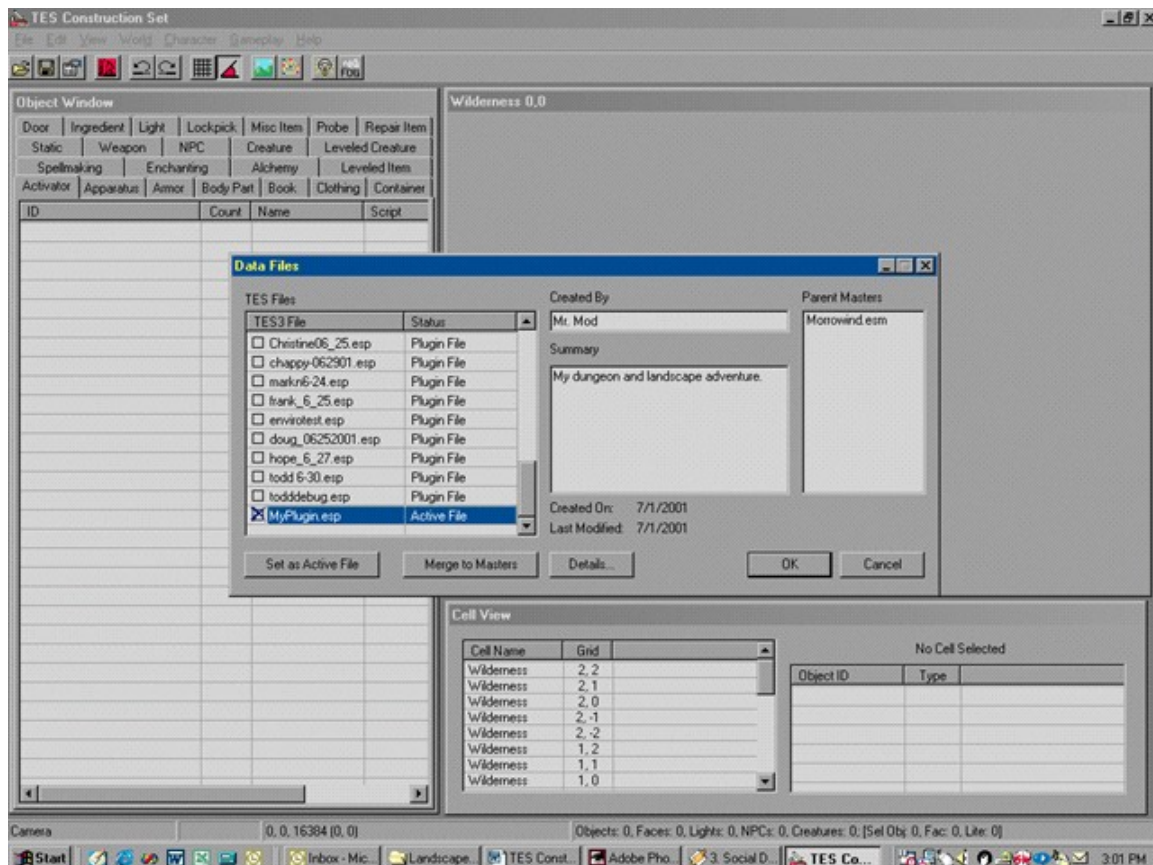 TES Construction Set
File Edit View World Character Gameplay Help
FOG
Object Window
Door Ingredient Light Lockpick Misc Item Probe Repair Item
Static Weapon NPC Creature Leveled Creature
Spellmaking Enchanting Alchemy Leveled Item
Activator Apparatus Armor Body Part Book Clothing Container
ID Count Name Script
Wilderness 0,0
Data Files
TES Files
TES3 File Status
Christine06_25.esp Plugin File
chappy-062901.esp Plugin File
markn6-24.esp Plugin File
frank_6_25.esp Plugin File
envirotest.esp Plugin File
doug_06252001.esp Plugin File
hope_6_27.esp Plugin File
todd 6-30.esp Plugin File
todddebug.esp Plugin File
MyPlugin.esp Active File
Created By
Mr. Mod
Summary
My dungeon and landscape adventure.
Created On: 7/1/2001
Last Modified: 7/1/2001
Parent Masters
Morrowind.esm
Set as Active File Merge to Masters Details... OK Cancel
Cell View
Cell Name Grid
Wilderness 2, 2
Wilderness 2, 1
Wilderness 2, 0
Wilderness 2, -1
Wilderness 2, -2
Wilderness 1, 2
Wilderness 1, 1
Wilderness 1, 0
No Cell Selected
Object ID Type
Camera 0, 0, 16384 (0, 0) Objects: 0, Faces: 0, Lights: 0, NPCs: 0, Creatures: 0, [Sel Obj: 0, Fac: 0, Lite: 0]
Start Inbox - Mic... Landscape... TES Const... Adobe Pho... 3. Social D... TES Co... 3:01 PM